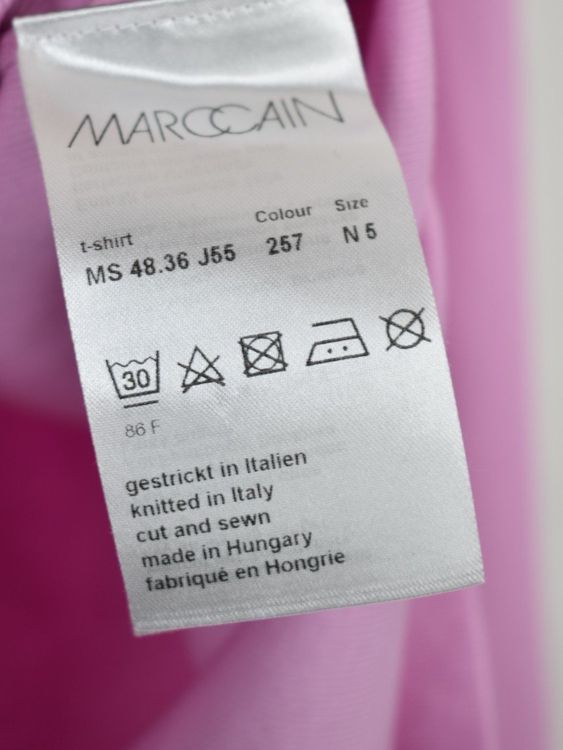 MARCCAIN
t-shirt Colour Size
MS 48.36 J55 257 N 5
30
86 F
gestrickt in Italien
knitted in Italy
cut and sewn
made in Hungary
fabriqué en Hongrie